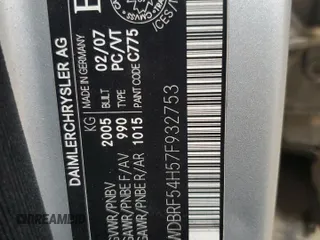 DAIMLERCHRYSLER AG
MADE IN GERMANY
KG BUILT 02/07
GVWR/PNBV 2005 TYPE PC/VT
GAWR/PNBE F/AV 990 PAINT C775
GAWR/PNBE R/AR 1015
WDBRF54H57F932753